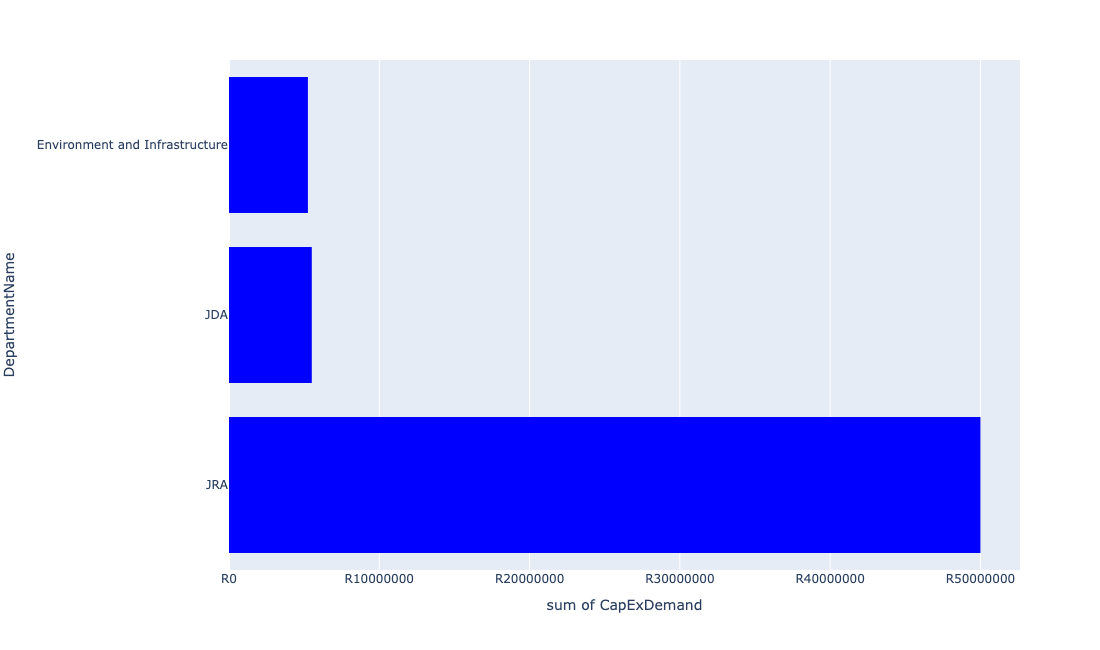 DepartmentName
Environment and Infrastructure
JDA
JRA
R0 R10000000 R20000000 R30000000 R40000000 R50000000
sum of CapExDemand